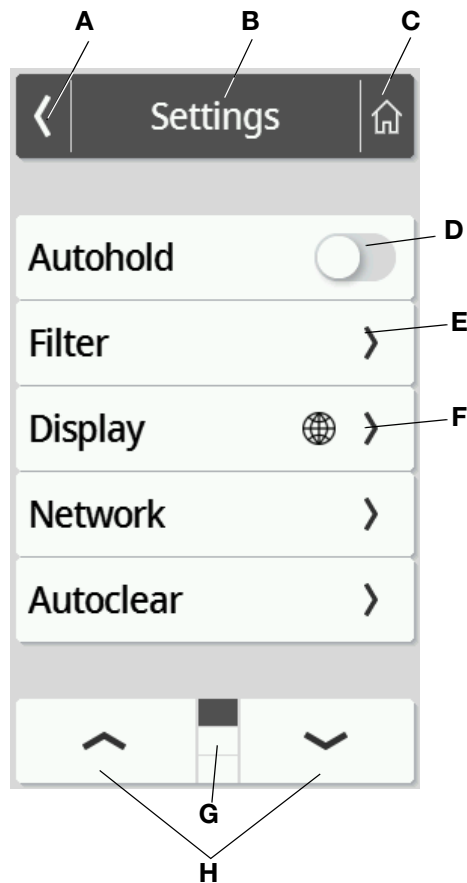 A B C
Settings
D
Autohold
E
Filter
F
Display
Network
Autoclear
G
H